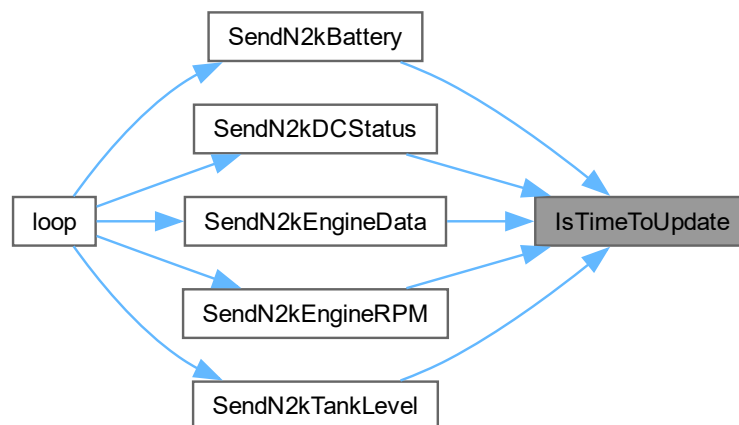 SendN2kBattery
SendN2kDCStatus
loop
SendN2kEngineData
IsTimeToUpdate
SendN2kEngineRPM
SendN2kTankLevel